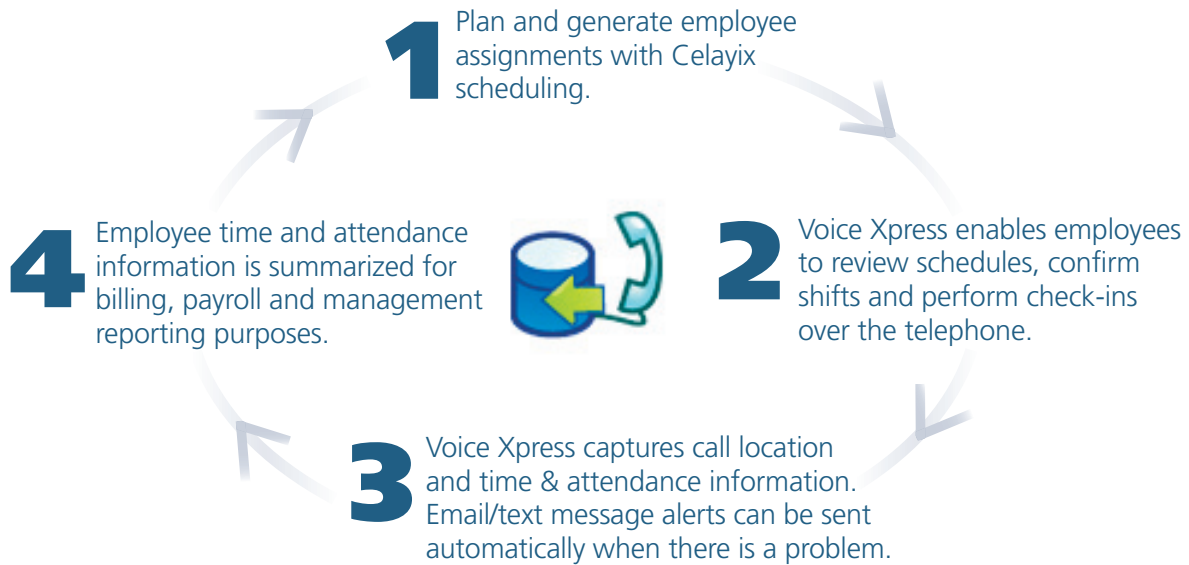 1
Plan and generate employee
assignments with Celayix
scheduling.
2
Voice Xpress enables employees
to review schedules, confirm
shifts and perform check-ins
over the telephone.
3
Voice Xpress captures call location
and time & attendance information.
Email/text message alerts can be sent
automatically when there is a problem.
4
Employee time and attendance
information is summarized for
billing, payroll and management
reporting purposes.